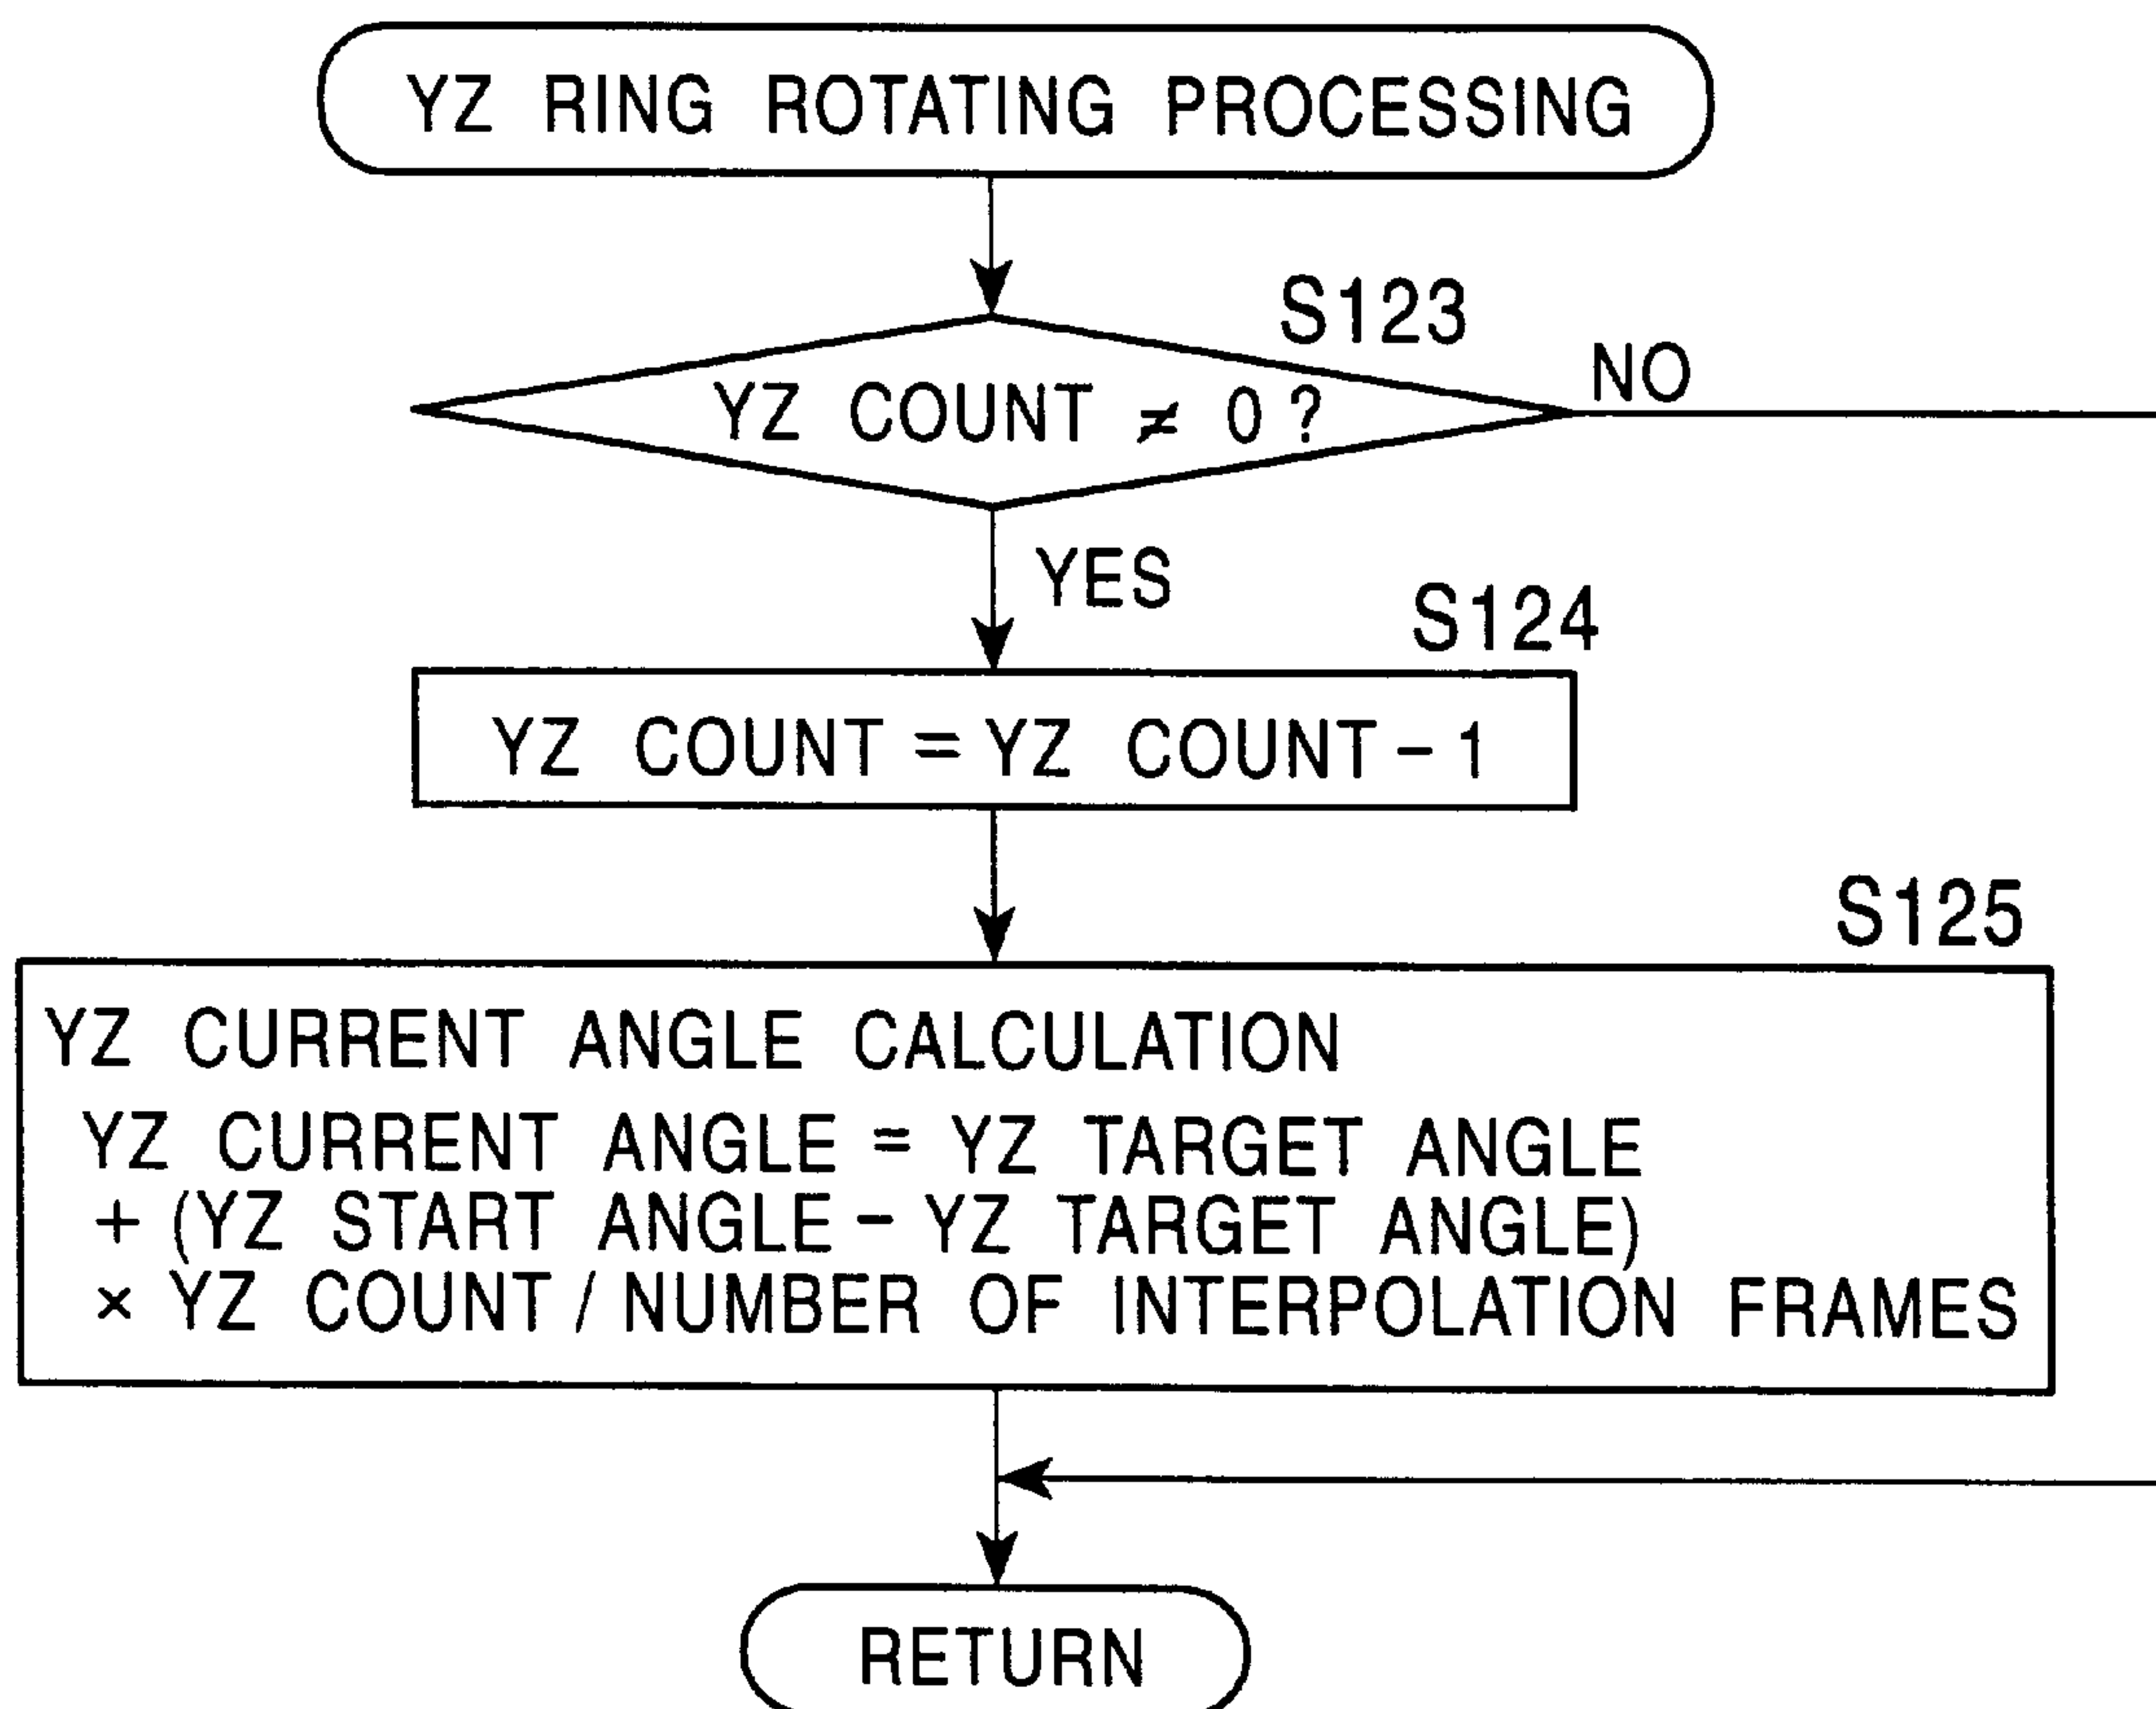 YZ RING ROTATING PROCESSING
S123
YZ COUNT ≠ 0 ?
NO
YES
S124
YZ COUNT = YZ COUNT - 1
S125
YZ CURRENT ANGLE CALCULATION
YZ CURRENT ANGLE = YZ TARGET ANGLE
+ (YZ START ANGLE - YZ TARGET ANGLE)
× YZ COUNT / NUMBER OF INTERPOLATION FRAMES
RETURN